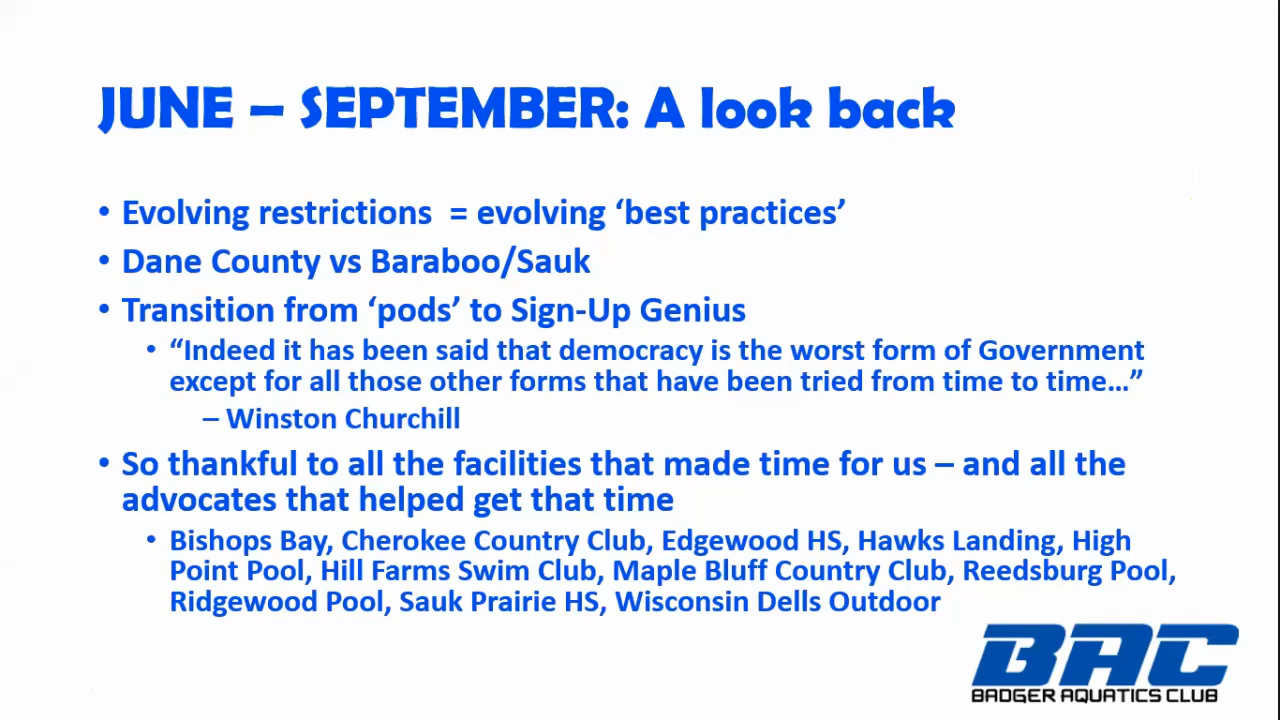 JUNE – SEPTEMBER: A look back
• Evolving restrictions  = evolving ‘best practices’
• Dane County vs Baraboo/Sauk
• Transition from ‘pods’ to Sign-Up Genius
• “Indeed it has been said that democracy is the worst form of Government
except for all those other forms that have been tried from time to time…”
– Winston Churchill
• So thankful to all the facilities that made time for us – and all the
advocates that helped get that time
• Bishops Bay, Cherokee Country Club, Edgewood HS, Hawks Landing, High
Point Pool, Hill Farms Swim Club, Maple Bluff Country Club, Reedsburg Pool,
Ridgewood Pool, Sauk Prairie HS, Wisconsin Dells Outdoor
BAC
BADGER AQUATICS CLUB